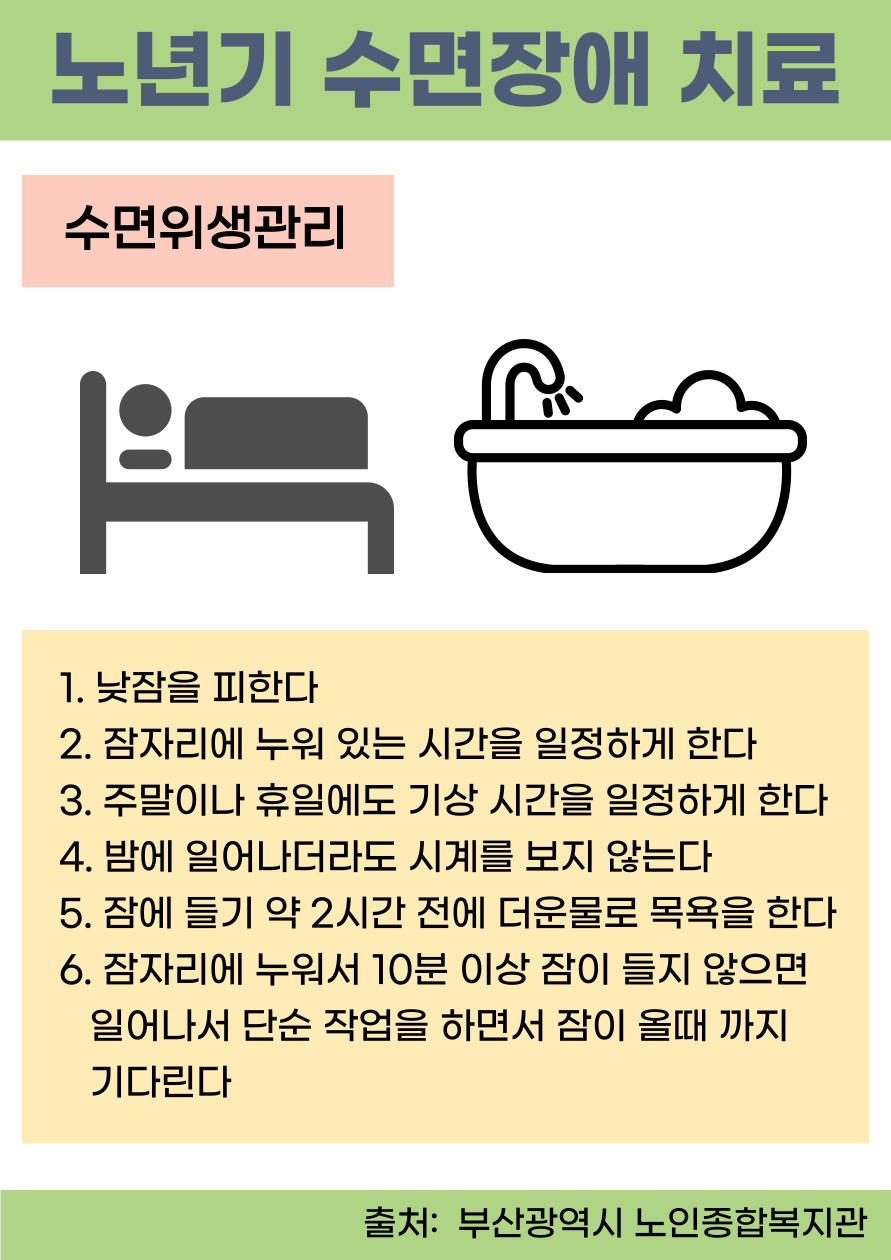 노년기 수면장애 치료
수면위생관리
1. 낮잠을 피한다
2. 잠자리에 누워 있는 시간을 일정하게 한다
3. 주말이나 휴일에도 기상 시간을 일정하게 한다
4. 밤에 일어나더라도 시계를 보지 않는다
5. 잠에 들기 약 2시간 전에 더운물로 목욕을 한다
6. 잠자리에 누워서 10분 이상 잠이 들지 않으면
일어나서 단순 작업을 하면서 잠이 올때 까지
기다린다
출처: 부산광역시 노인종합복지관